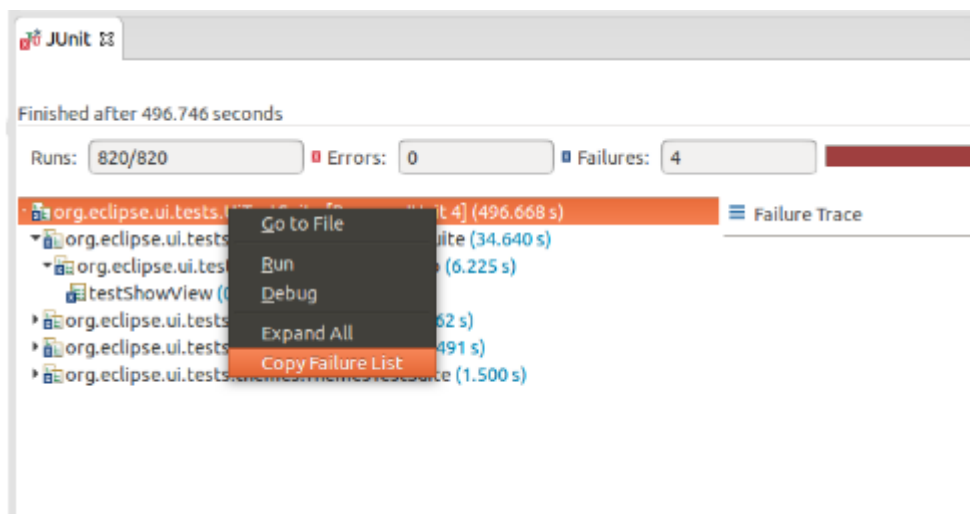 JUnit
Finished after 496.746 seconds
Runs: 820/820 Errors: 0 Failures: 4
org.eclipse.ui.tests. t 4] (496.668 s)
Failure Trace
Go to File
org.eclipse.ui.tests uite (34.640 s)
Run
org.eclipse.ui.test (6.225 s)
Debug
testShowView (
org.eclipse.ui.tests 62 s)
Expand All
org.eclipse.ui.tests 491 s)
Copy Failure List
org.eclipse.ui.tests.themes.ThemesTestSuite (1.500 s)